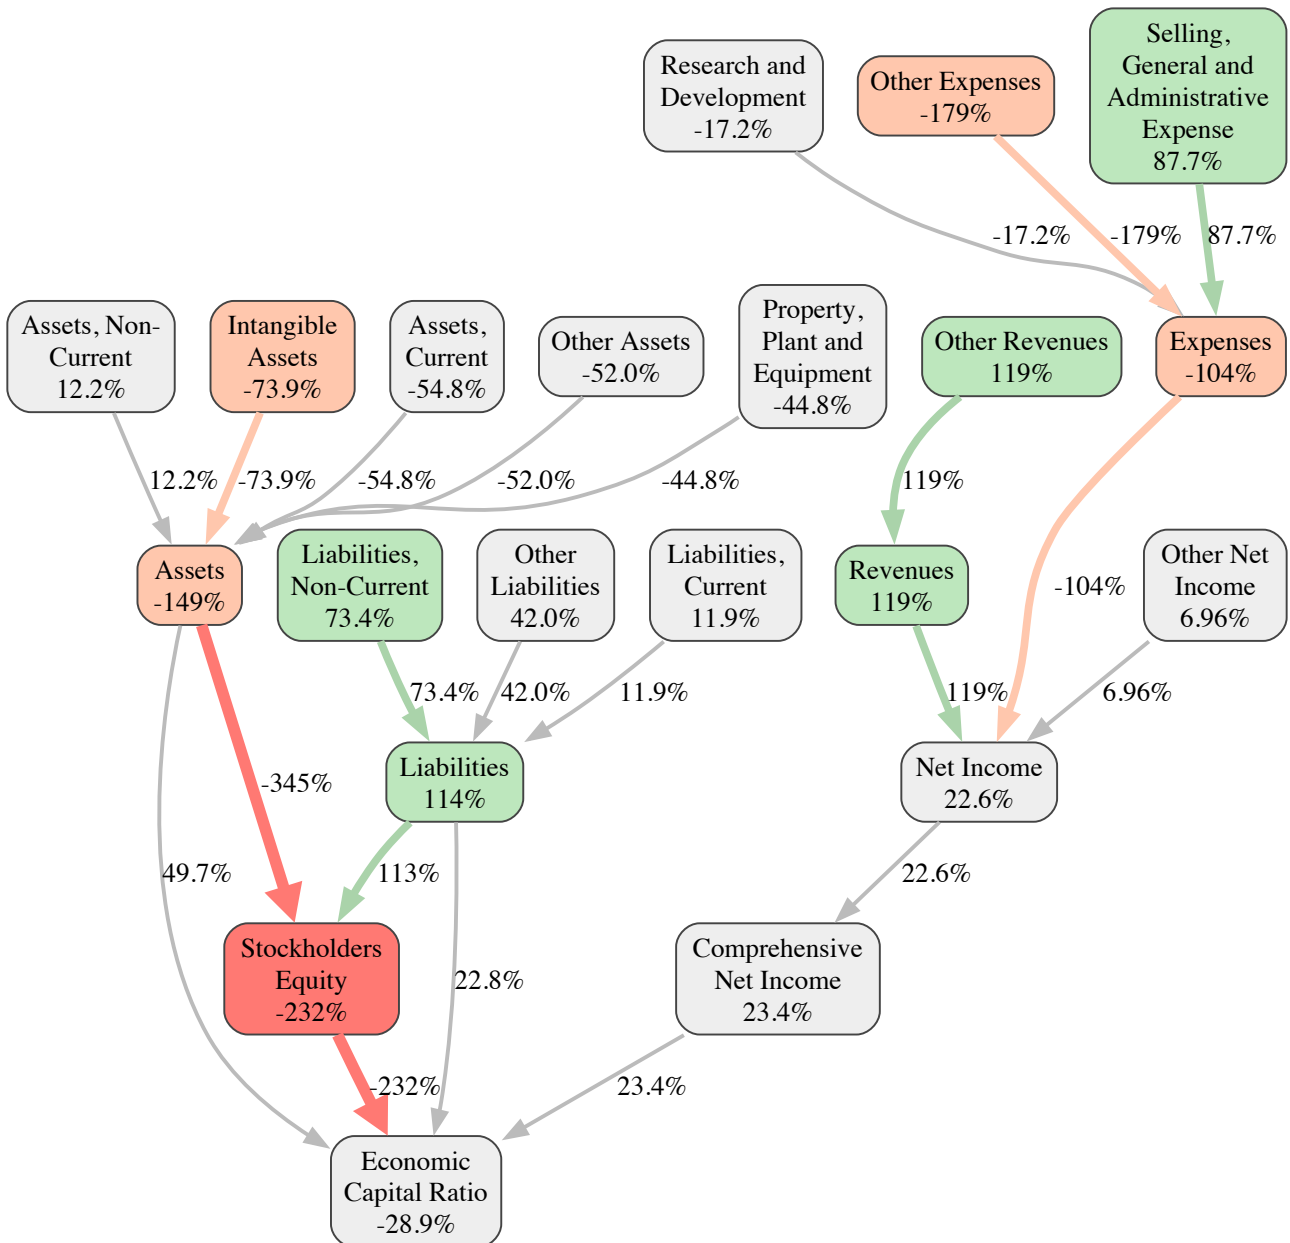 Selling,
General and
Administrative
Expense
87.7%
Research and
Development
-17.2%
Other Expenses
-179%
-17.2%
-179%
87.7%
Assets, Non-
Current
12.2%
Intangible
Assets
-73.9%
Assets,
Current
-54.8%
Other Assets
-52.0%
Property,
Plant and
Equipment
-44.8%
Other Revenues
119%
Expenses
-104%
12.2%
-73.9%
-54.8%
-52.0%
-44.8%
119%
Assets
-149%
Liabilities,
Non-Current
73.4%
Other
Liabilities
42.0%
Liabilities,
Current
11.9%
Revenues
119%
-104%
Other Net
Income
6.96%
73.4%
42.0%
11.9%
119%
6.96%
-345%
Liabilities
114%
Net Income
22.6%
49.7%
113%
22.6%
Stockholders
Equity
-232%
22.8%
Comprehensive
Net Income
23.4%
-232%
23.4%
Economic
Capital Ratio
-28.9%